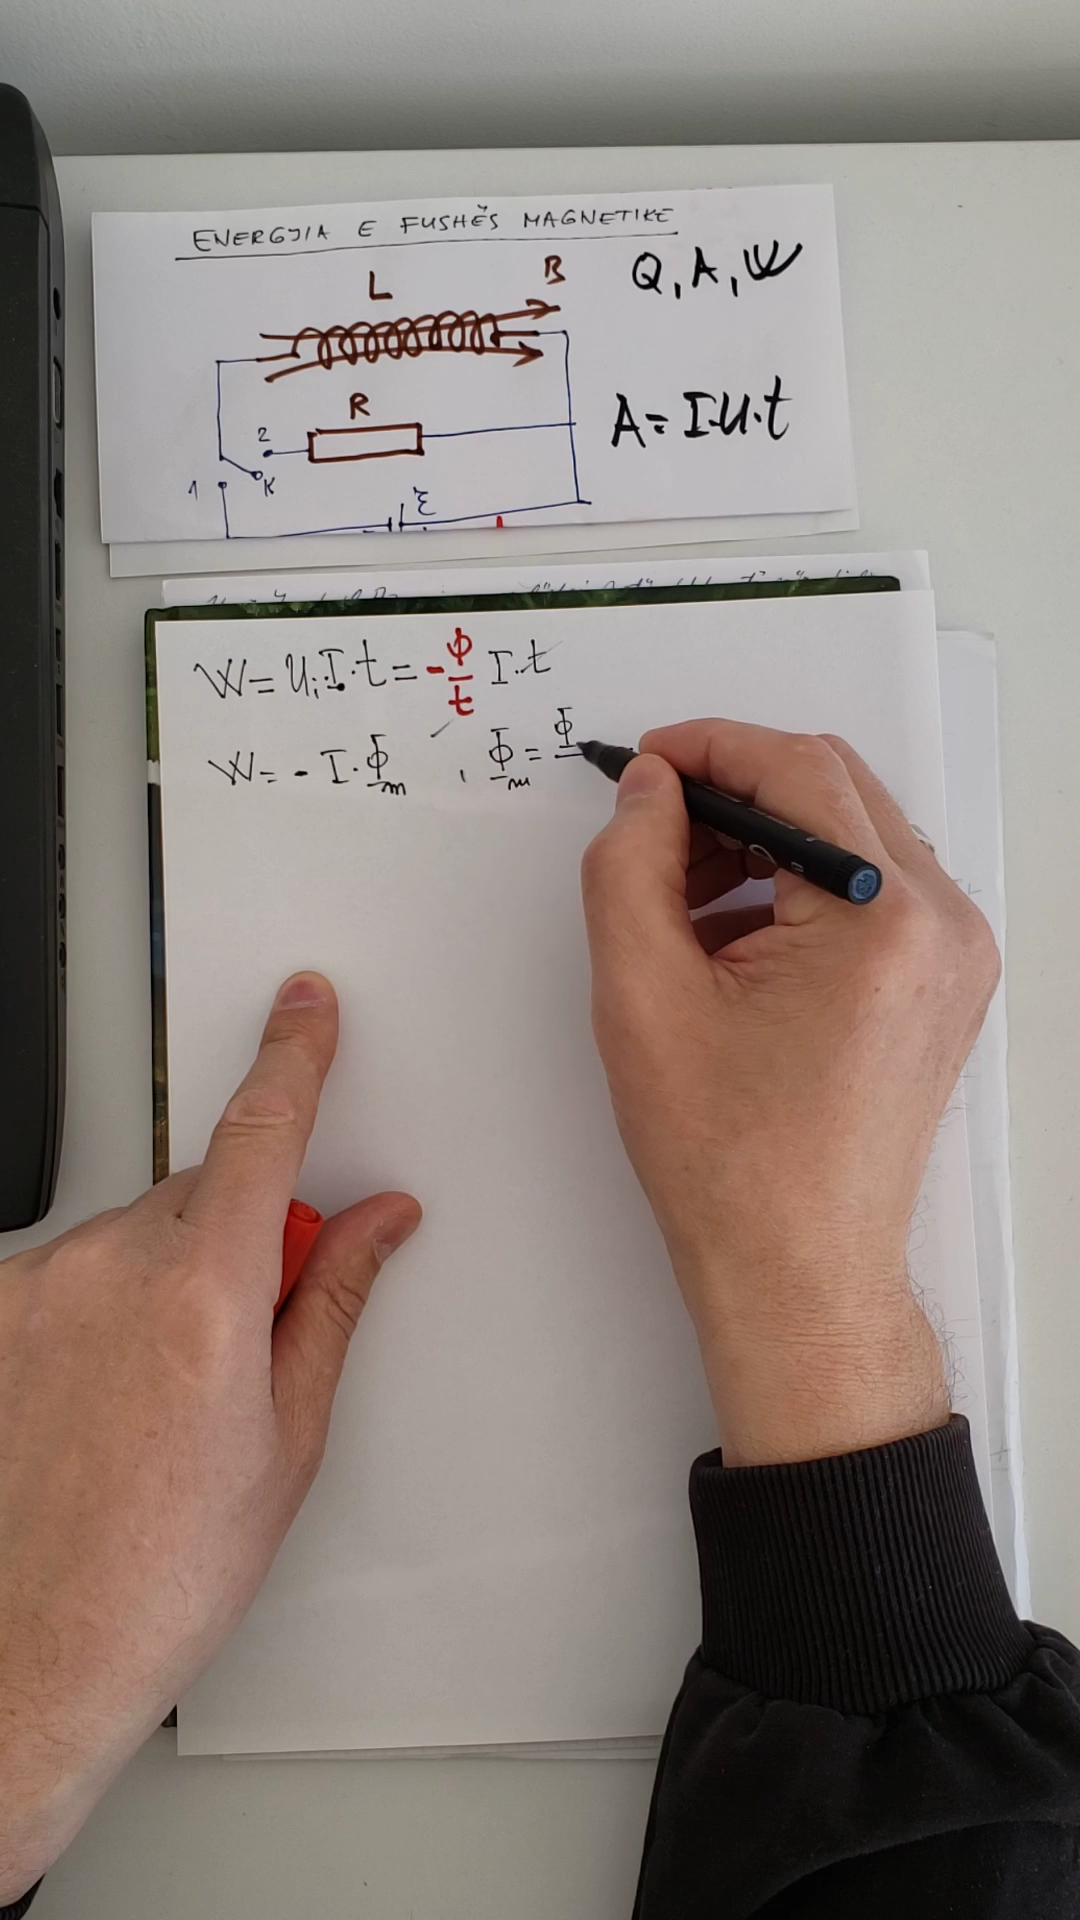 ENERGJIA E FUSHËS MAGNETIKE
L
B
Q, A, W
R
A = I·U·t
2
1
K
ℰ
W = Ui·I·t = -Φ/t I·t
W = - I·Φm , Φm = Φ